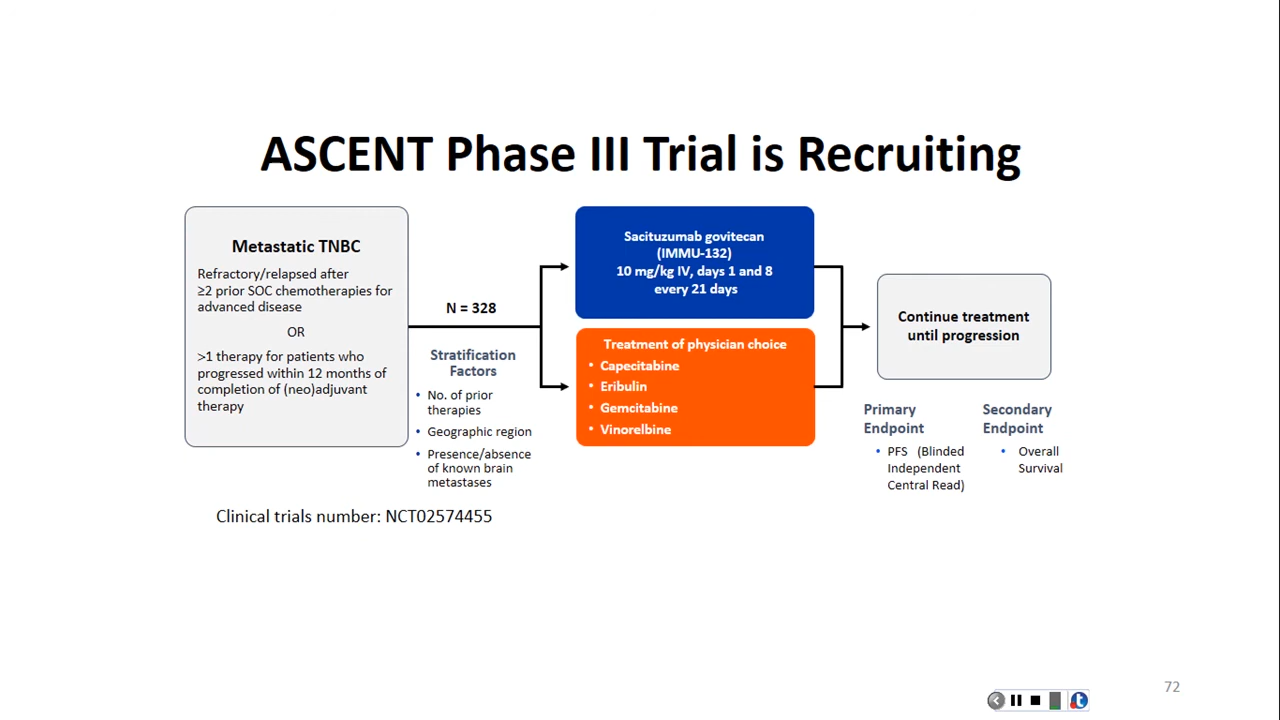 ASCENT Phase III Trial is Recruiting
Metastatic TNBC
Refractory/relapsed after
≥2 prior SOC chemotherapies for
advanced disease
OR
>1 therapy for patients who
progressed within 12 months of
completion of (neo)adjuvant
therapy
N = 328
Stratification
Factors
• No. of prior
therapies
• Geographic region
• Presence/absence
of known brain
metastases
Sacituzumab govitecan
(IMMU-132)
10 mg/kg IV, days 1 and 8
every 21 days
Treatment of physician choice
• Capecitabine
• Eribulin
• Gemcitabine
• Vinorelbine
Continue treatment
until progression
Primary
Endpoint
• PFS (Blinded
Independent
Central Read)
Secondary
Endpoint
• Overall
Survival
Clinical trials number: NCT02574455
72
t